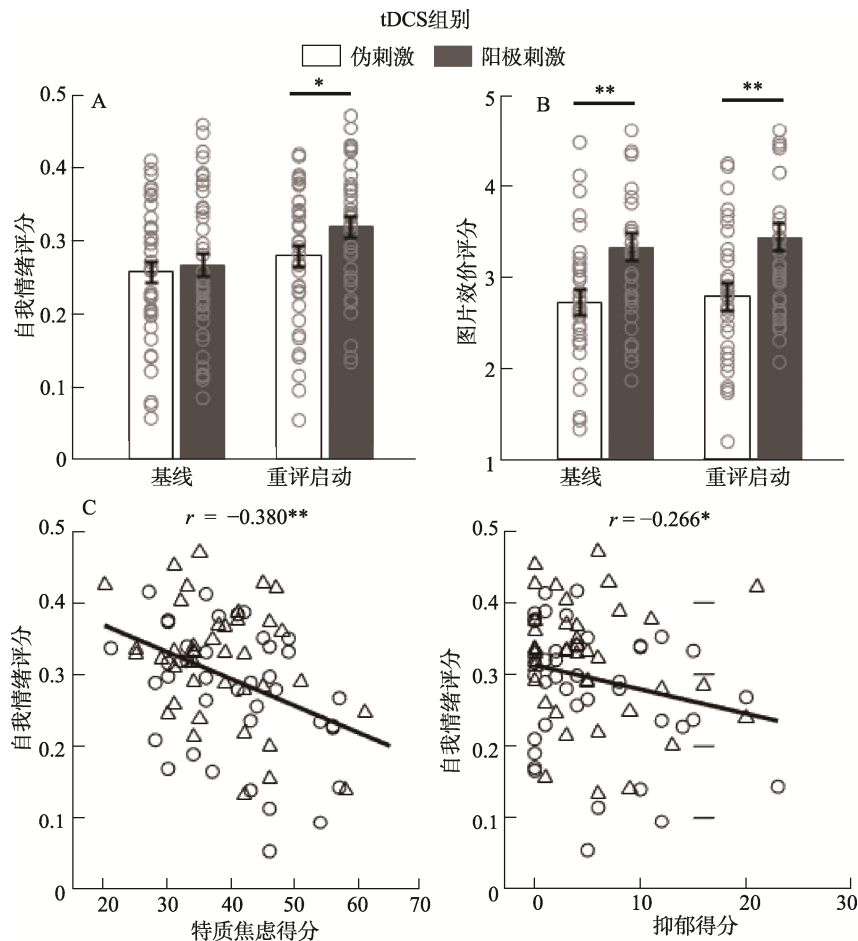 tDCS组别
伪刺激 阳极刺激
A
*
自我情绪评分
0.5
0.4
0.3
0.2
0.1
0
基线 重评启动
B
** **
图片效价评分
5
4
3
2
1
基线 重评启动
C
r = −0.380**
自我情绪评分
0.5
0.4
0.3
0.2
0.1
0
20 30 40 50 60 70
特质焦虑得分
r = −0.266*
自我情绪评分
0.5
0.4
0.3
0.2
0.1
0
0 10 20 30
抑郁得分